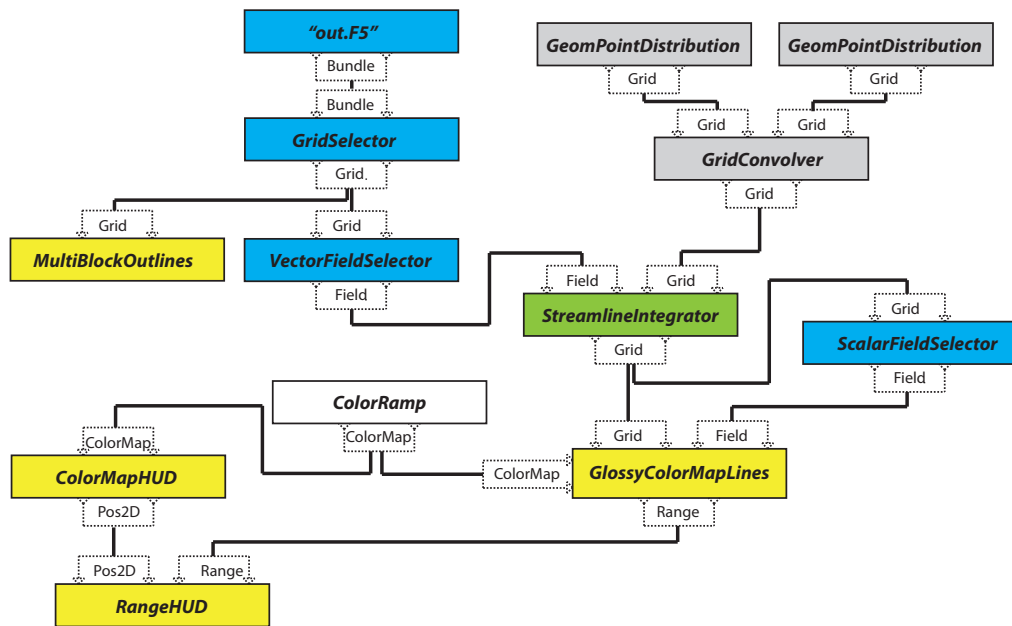 “out.F5”
GeomPointDistribution
GeomPointDistribution
Bundle
Grid
Grid
Bundle
Grid
Grid
GridSelector
GridConvolver
Grid.
Grid
Grid
Grid
MultiBlockOutlines
VectorFieldSelector
Field
Grid
Field
StreamlineIntegrator
Grid
Grid
ScalarFieldSelector
Field
ColorRamp
ColorMap
ColorMap
Grid
Field
ColorMapHUD
ColorMap
GlossyColorMapLines
Pos2D
Range
Pos2D
Range
RangeHUD